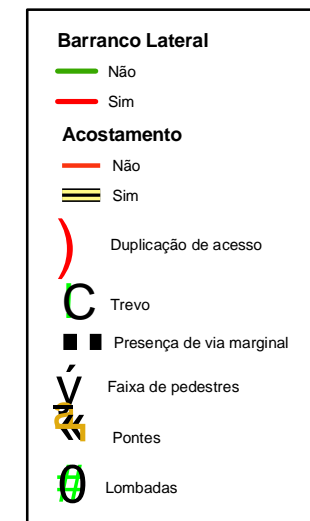 Barranco Lateral
Não
Sim
Acostamento
Não
Sim
) Duplicação de acesso
C Trevo
Presença de via marginal
Faixa de pedestres
Pontes
Lombadas